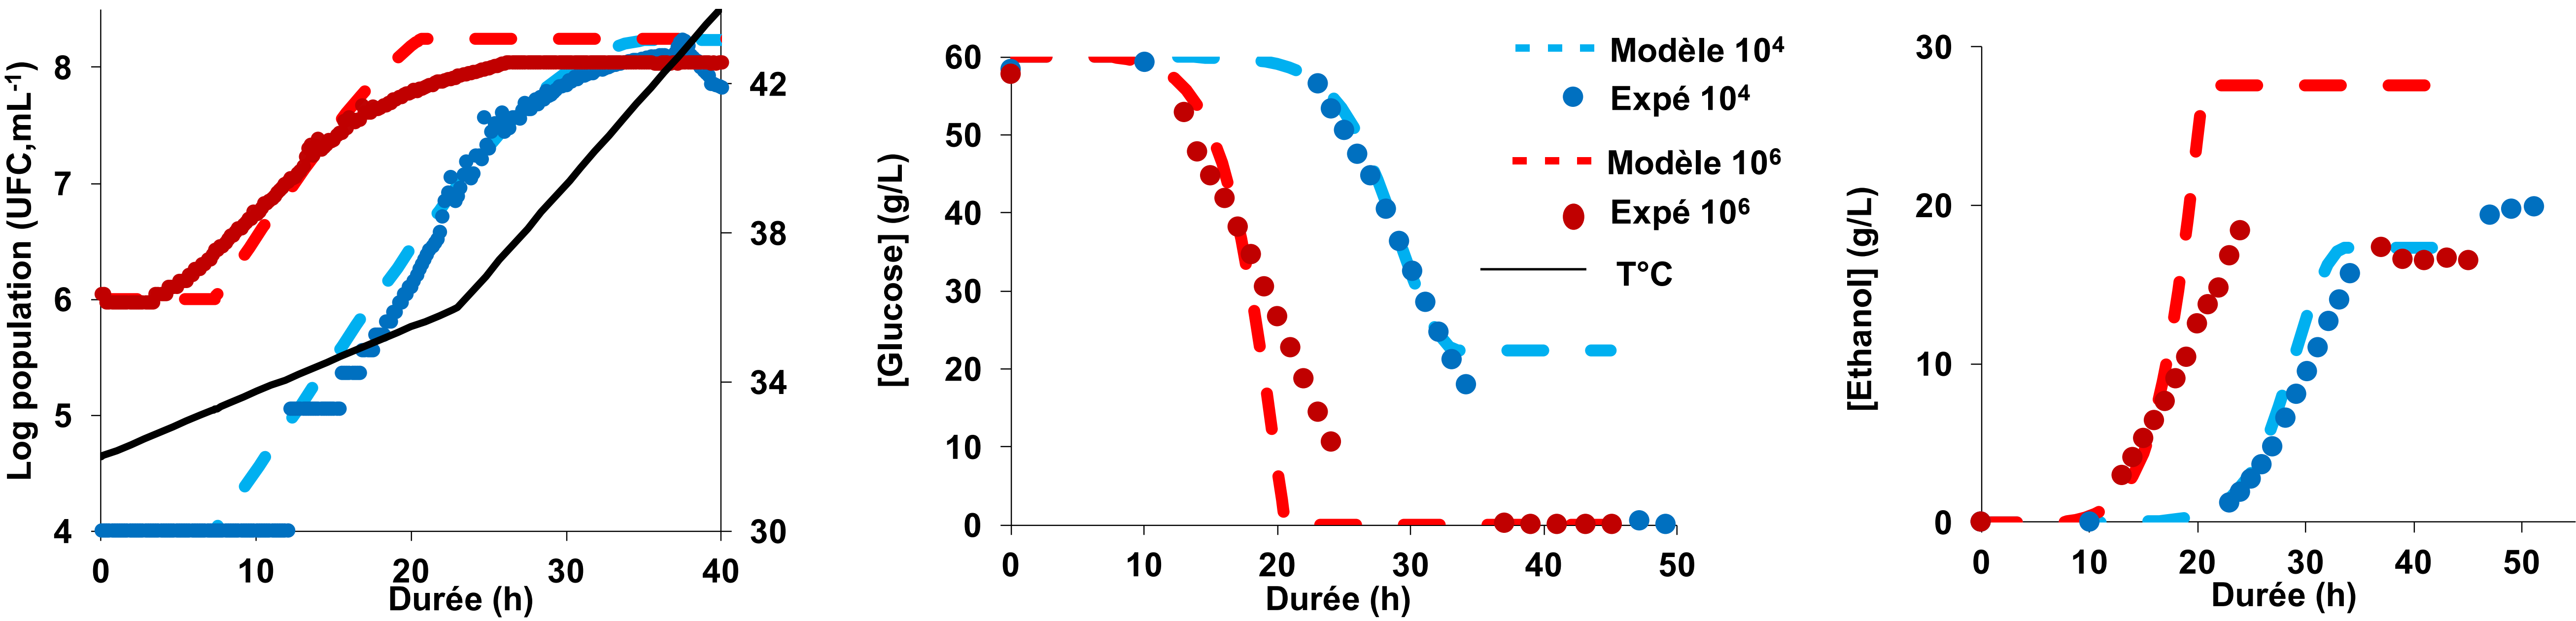 Log population (UFC,mL-1)
8
7
6
5
4
42
38
34
30
0 10 20 30 40
Durée (h)
[Glucose] (g/L)
60
50
40
30
20
10
0
0 10 20 30 40 50
Durée (h)
Modèle 10⁴
Expé 10⁴
Modèle 10⁶
Expé 10⁶
T°C
[Ethanol] (g/L)
30
20
10
0
0 10 20 30 40 50
Durée (h)